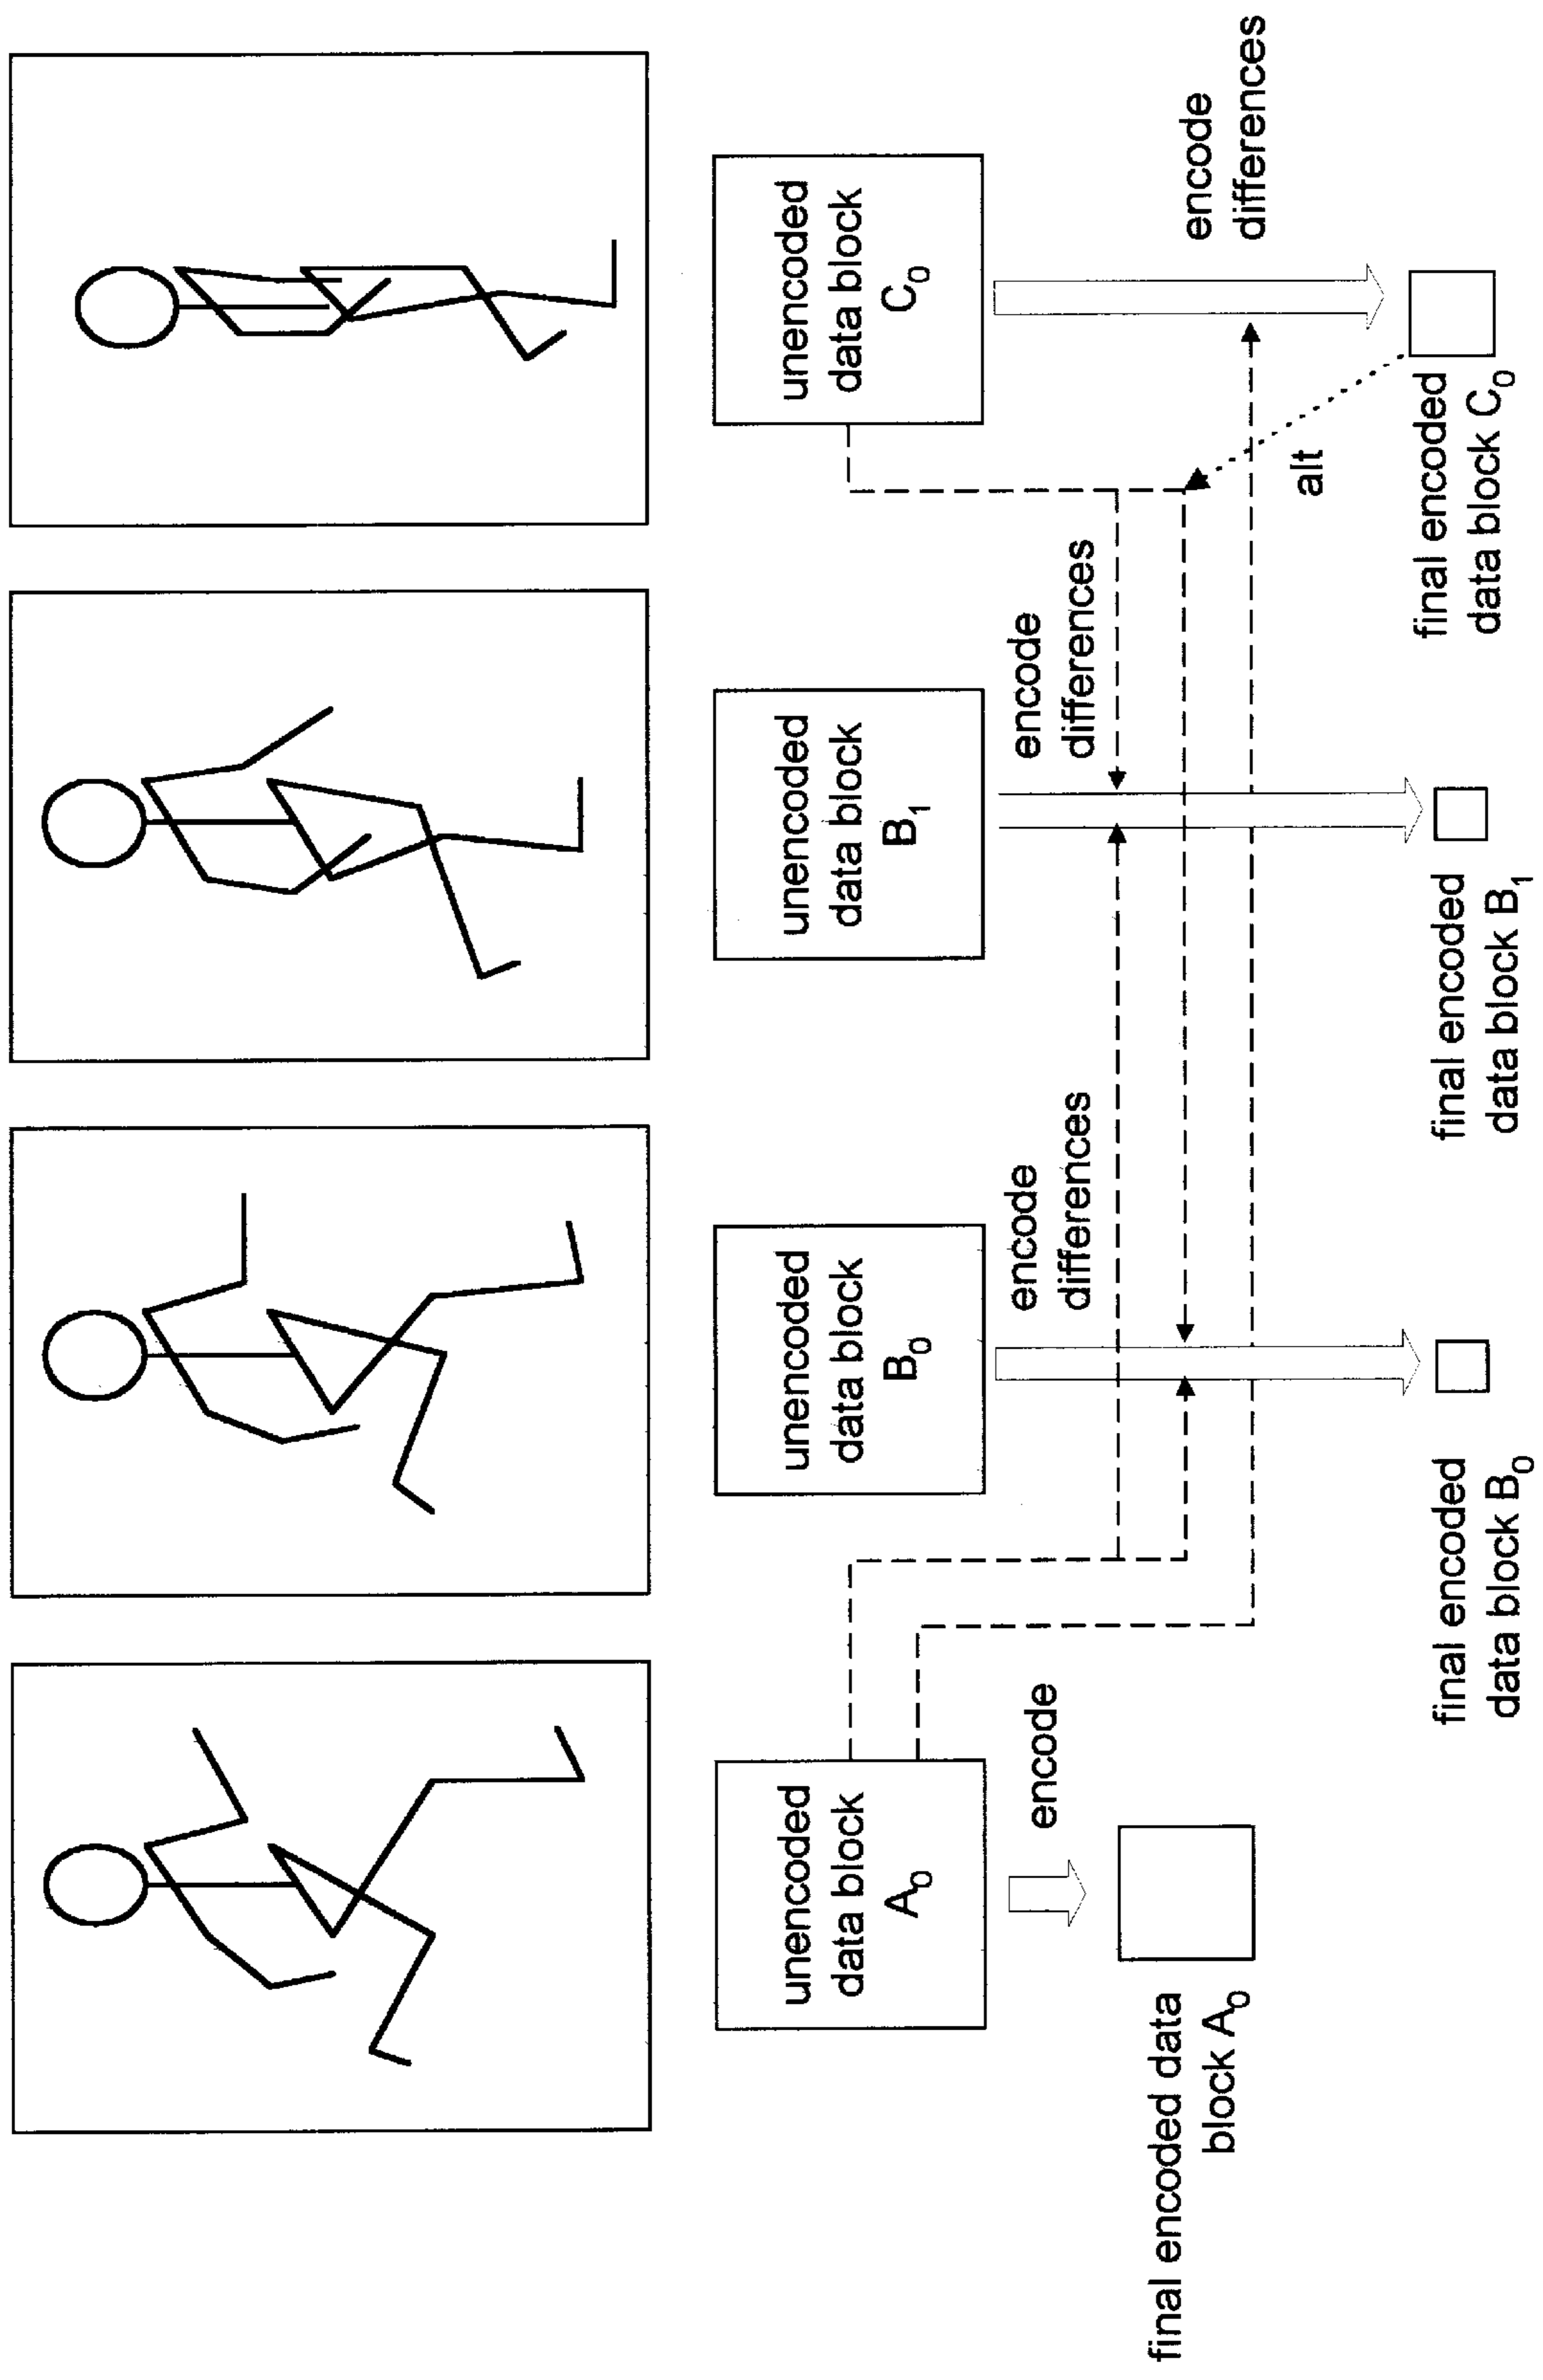 unencoded
data block
A₀
unencoded
data block
B₀
unencoded
data block
B₁
unencoded
data block
C₀
encode
encode
differences
encode
differences
encode
differences
alt
final encoded data
block A₀
final encoded
data block B₀
final encoded
data block B₁
final encoded
data block C₀